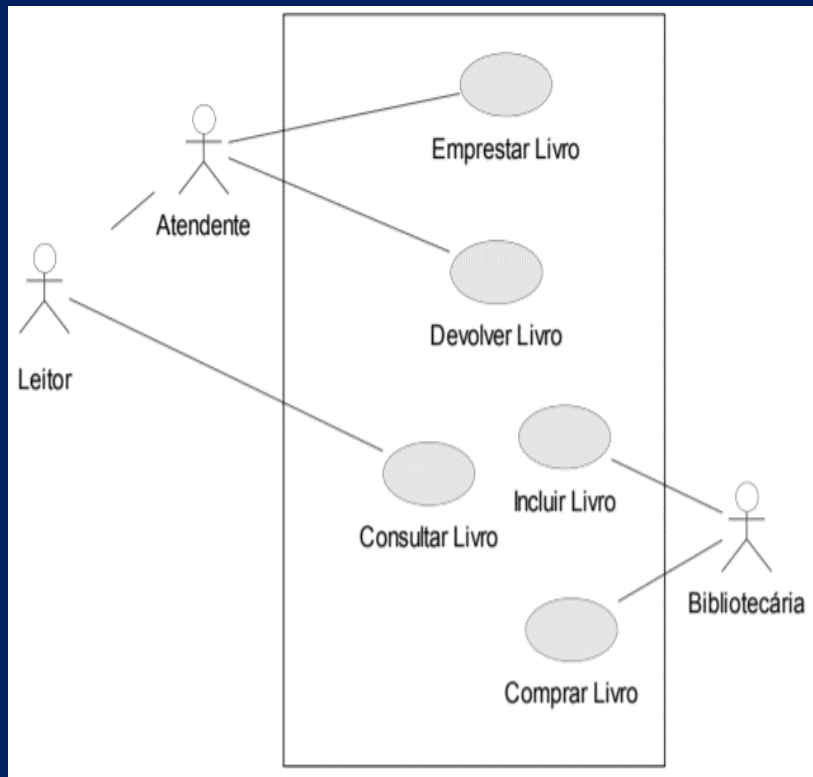 Emprestar Livro
Atendente
Devolver Livro
Leitor
Incluir Livro
Consultar Livro
Bibliotecária
Comprar Livro